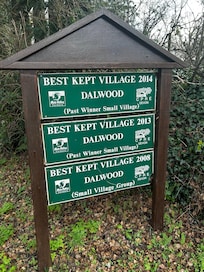 BEST KEPT VILLAGE 2014
DALWOOD
(Past Winner Small Village)
BEST KEPT VILLAGE 2013
DALWOOD
(Past Winner Small Village)
BEST KEPT VILLAGE 2008
DALWOOD
(Small Village Group)